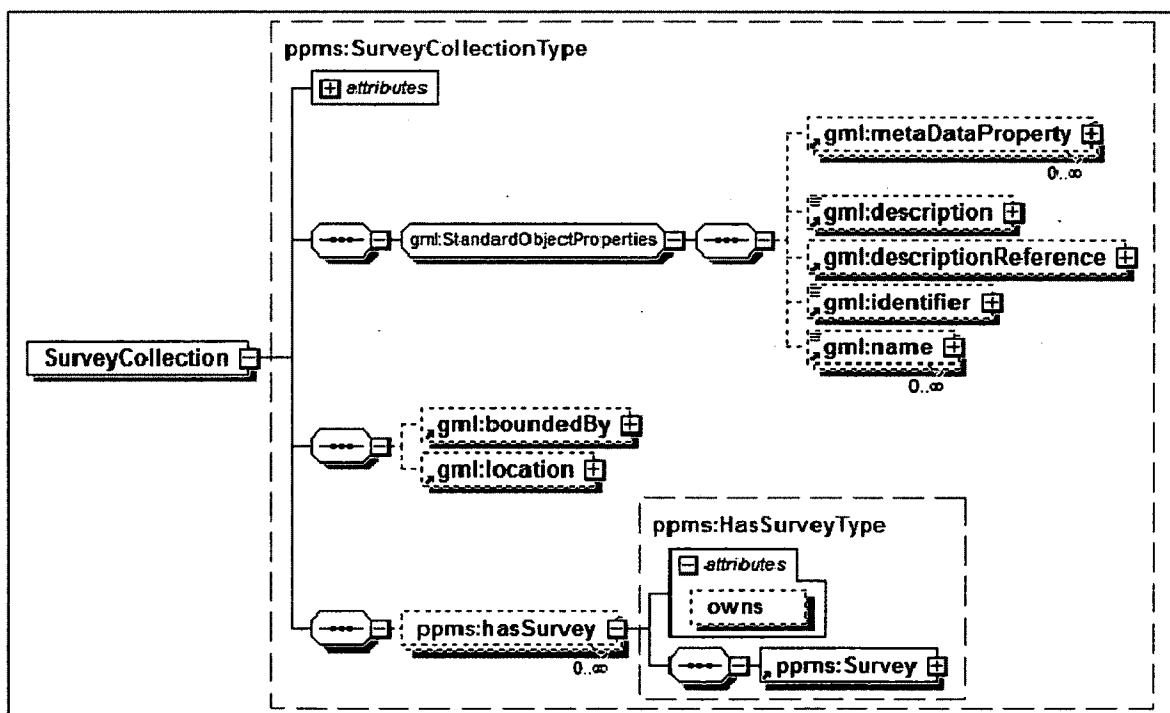 ppms:SurveyCollectionType
attributes
gml:metaDataProperty
0..∞
gml:description
gml:StandardObjectProperties
gml:descriptionReference
gml:identifier
gml:name
0..∞
SurveyCollection
gml:boundedBy
gml:location
ppms:HasSurveyType
attributes
owns
ppms:hasSurvey
0..∞
ppms:Survey